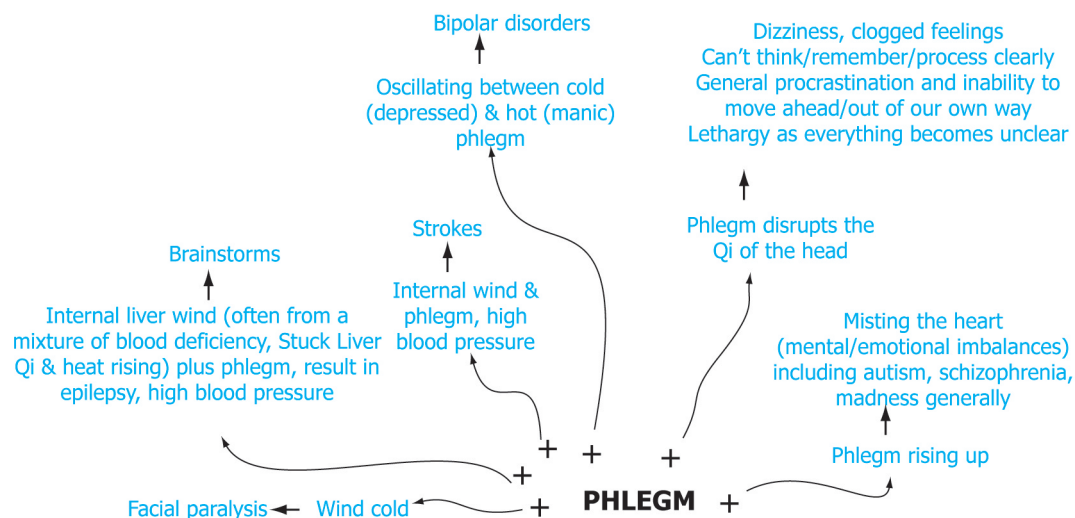 Bipolar disorders
Oscillating between cold
(depressed) & hot (manic)
phlegm
Dizziness, clogged feelings
Can't think/remember/process clearly
General procrastination and inability to
move ahead/out of our own way
Lethargy as everything becomes unclear
Phlegm disrupts the
Qi of the head
Strokes
Internal wind &
phlegm, high
blood pressure
Brainstorms
Internal liver wind (often from a
mixture of blood deficiency, Stuck Liver
Qi & heat rising) plus phlegm, result in
epilepsy, high blood pressure
Misting the heart
(mental/emotional imbalances)
including autism, schizophrenia,
madness generally
Phlegm rising up
Facial paralysis
Wind cold
+
+
+
+
+
+
PHLEGM